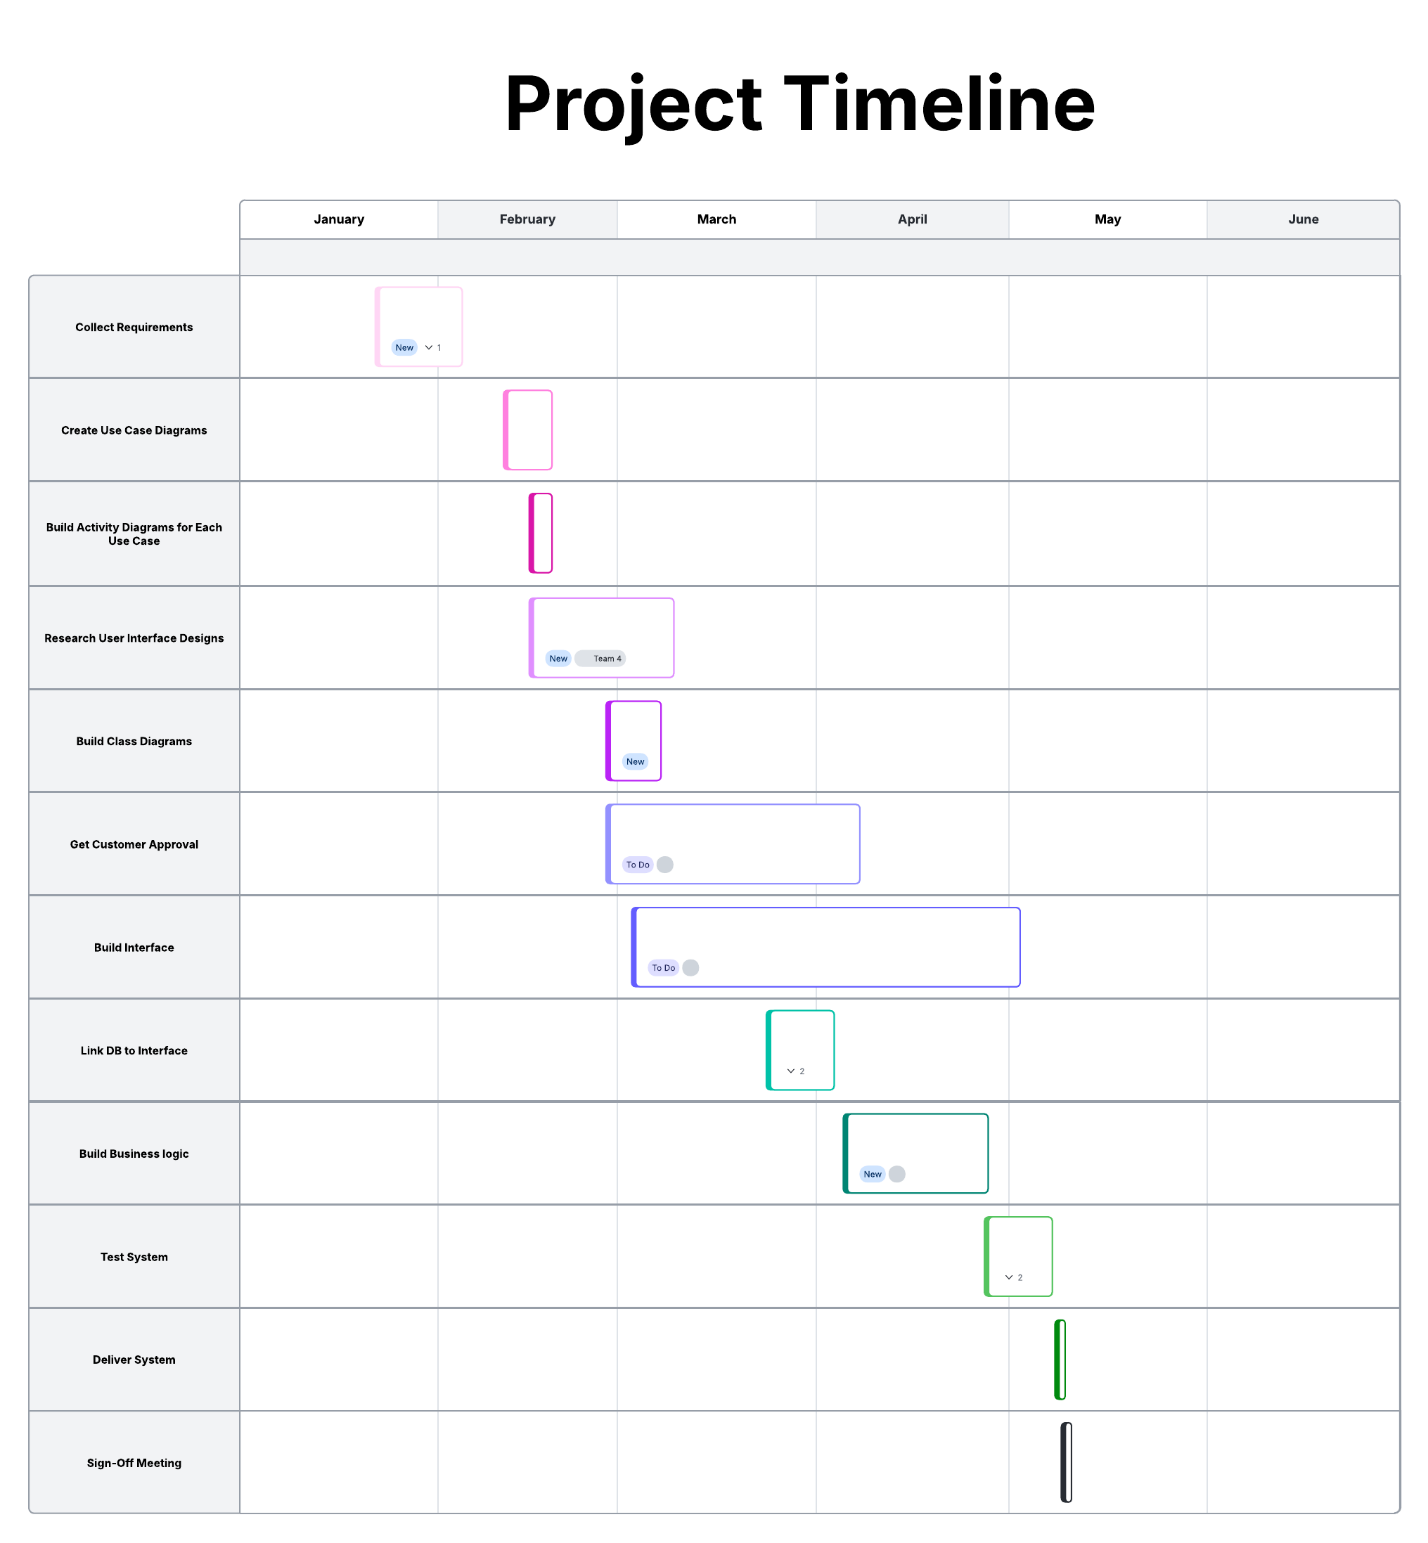 Project Timeline
January February March April May June
Collect Requirements
New 1
Create Use Case Diagrams
Build Activity Diagrams for Each
Use Case
Research User Interface Designs
New Team 4
Build Class Diagrams
New
Get Customer Approval
To Do
Build Interface
To Do
Link DB to Interface
2
Build Business logic
New
Test System
2
Deliver System
Sign-Off Meeting